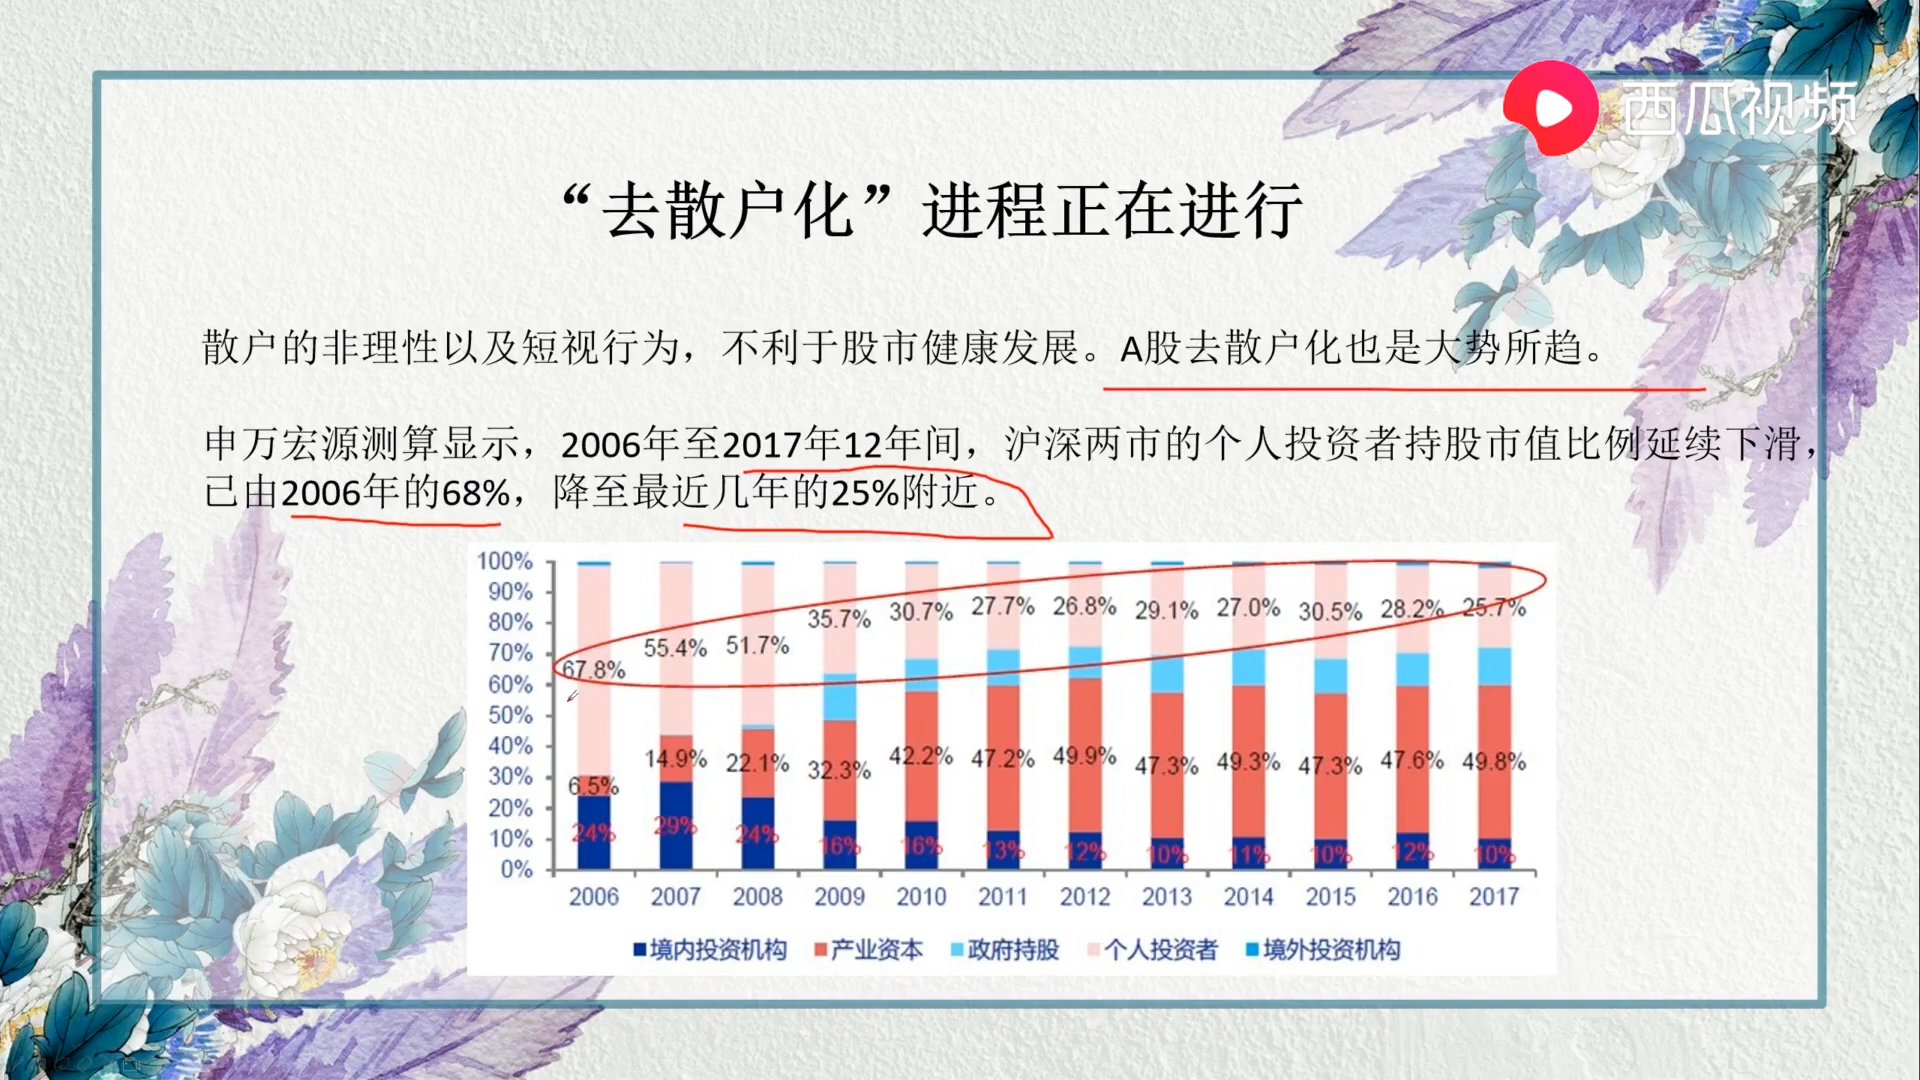 西瓜视频
“去散户化”进程正在进行
散户的非理性以及短视行为，不利于股市健康发展。A股去散户化也是大势所趋。
申万宏源测算显示，2006年至2017年12年间，沪深两市的个人投资者持股市值比例延续下滑，
已由2006年的68%，降至最近几年的25%附近。
100%
90%
80%
70%
60%
50%
40%
30%
20%
10%
0%
67.8% 55.4% 51.7% 35.7% 30.7% 27.7% 26.8% 29.1% 27.0% 30.5% 28.2% 25.7%
6.5% 14.9% 22.1% 32.3% 42.2% 47.2% 49.9% 47.3% 49.3% 47.3% 47.6% 49.8%
24% 29% 24% 16% 16% 13% 12% 10% 11% 10% 12% 10%
2006 2007 2008 2009 2010 2011 2012 2013 2014 2015 2016 2017
境内投资机构 产业资本 政府持股 个人投资者 境外投资机构